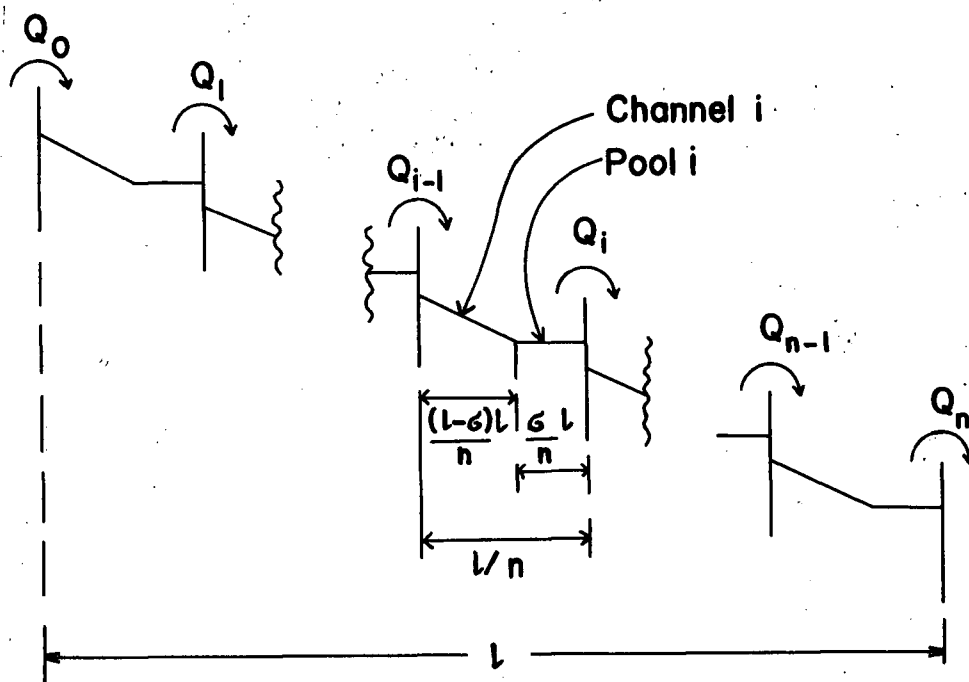 Q0
Q1
Channel i
Pool i
Qi-1
Qi
Qn-1
Qn
(1-σ)l
n
σ l
n
l/n
l